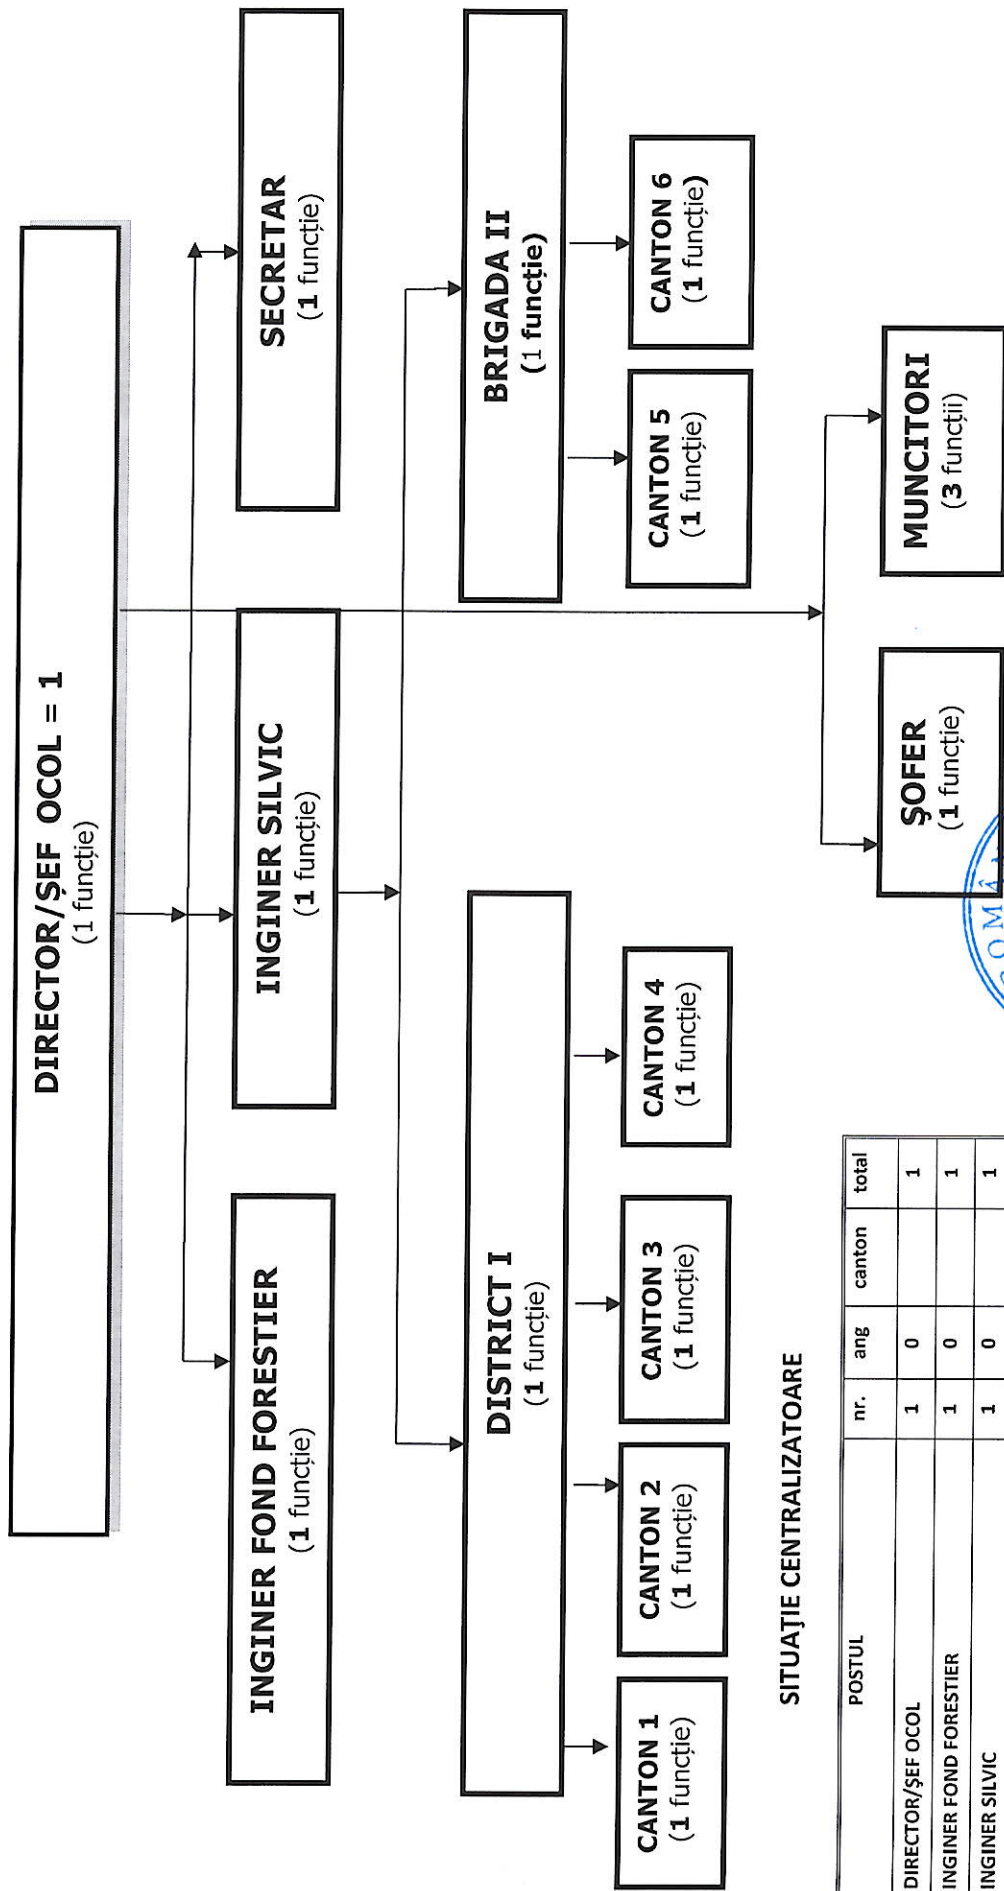 DIRECTOR/ȘEF OCOL = 1
(1 funcție)
INGINER FOND FORESTIER
(1 funcție)
INGINER SILVIC
(1 funcție)
SECRETAR
(1 funcție)
DISTRICT I
(1 funcție)
BRIGADA II
(1 funcție)
CANTON 1
(1 funcție)
CANTON 2
(1 funcție)
CANTON 3
(1 funcție)
CANTON 4
(1 funcție)
CANTON 5
(1 funcție)
CANTON 6
(1 funcție)
ȘOFER
(1 funcție)
MUNCITORI
(3 funcții)
SITUAȚIE CENTRALIZATOARE
POSTUL nr. ang canton total
DIRECTOR/ȘEF OCOL 1 0 1
INGINER FOND FORESTIER 1 0 1
INGINER SILVIC 1 0 1